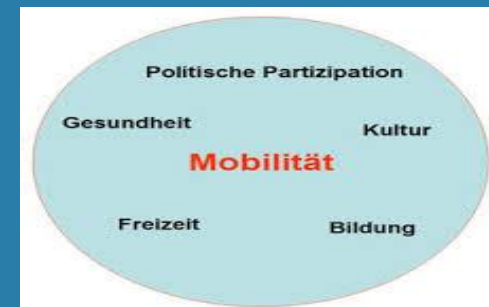 Politische Partizipation
Gesundheit
Kultur
Mobilität
Freizeit
Bildung